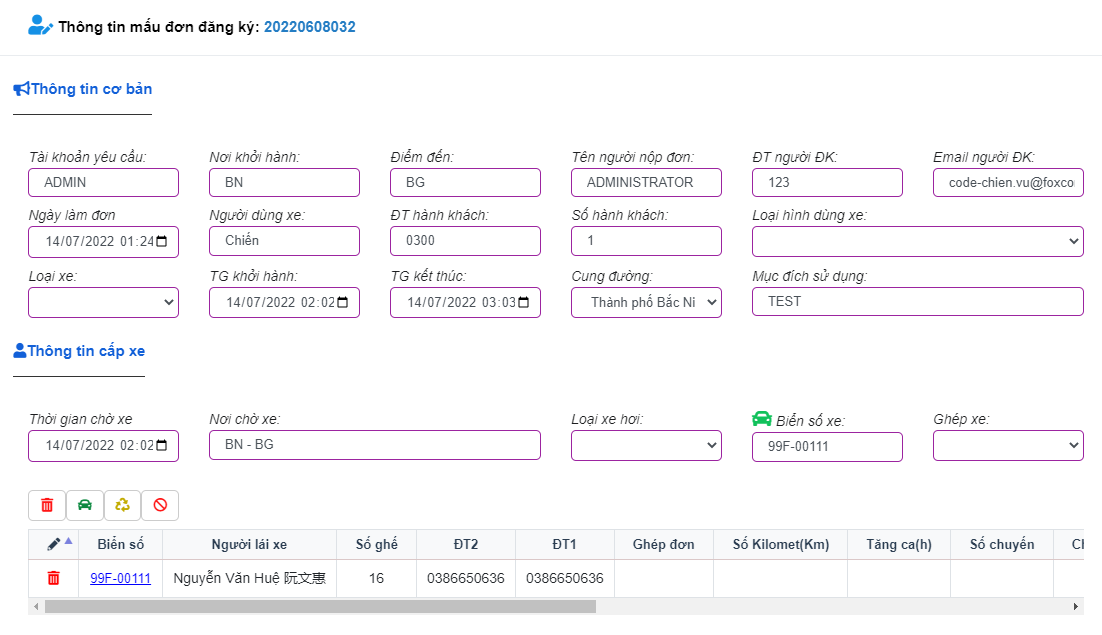 Thông tin mẫu đơn đăng ký: 20220608032
Thông tin cơ bản
Tài khoản yêu cầu: Nơi khởi hành: Điểm đến: Tên người nộp đơn: ĐT người ĐK: Email người ĐK:
ADMIN BN BG ADMINISTRATOR 123 code-chien.vu@foxco
Ngày làm đơn Người dùng xe: ĐT hành khách: Số hành khách: Loại hình dùng xe:
14/07/2022 01:24 Chiến 0300 1
Loại xe: TG khởi hành: TG kết thúc: Cung đường: Mục đích sử dụng:
14/07/2022 02:02 14/07/2022 03:03 Thành phố Bắc Ni TEST
Thông tin cấp xe
Thời gian chờ xe Nơi chờ xe: Loại xe hơi: Biển số xe: Ghép xe:
14/07/2022 02:02 BN - BG 99F-00111
Biển số Người lái xe Số ghế ĐT2 ĐT1 Ghép đơn Số Kilomet(Km) Tăng ca(h) Số chuyến
99F-00111 Nguyễn Văn Huệ 阮文惠 16 0386650636 0386650636